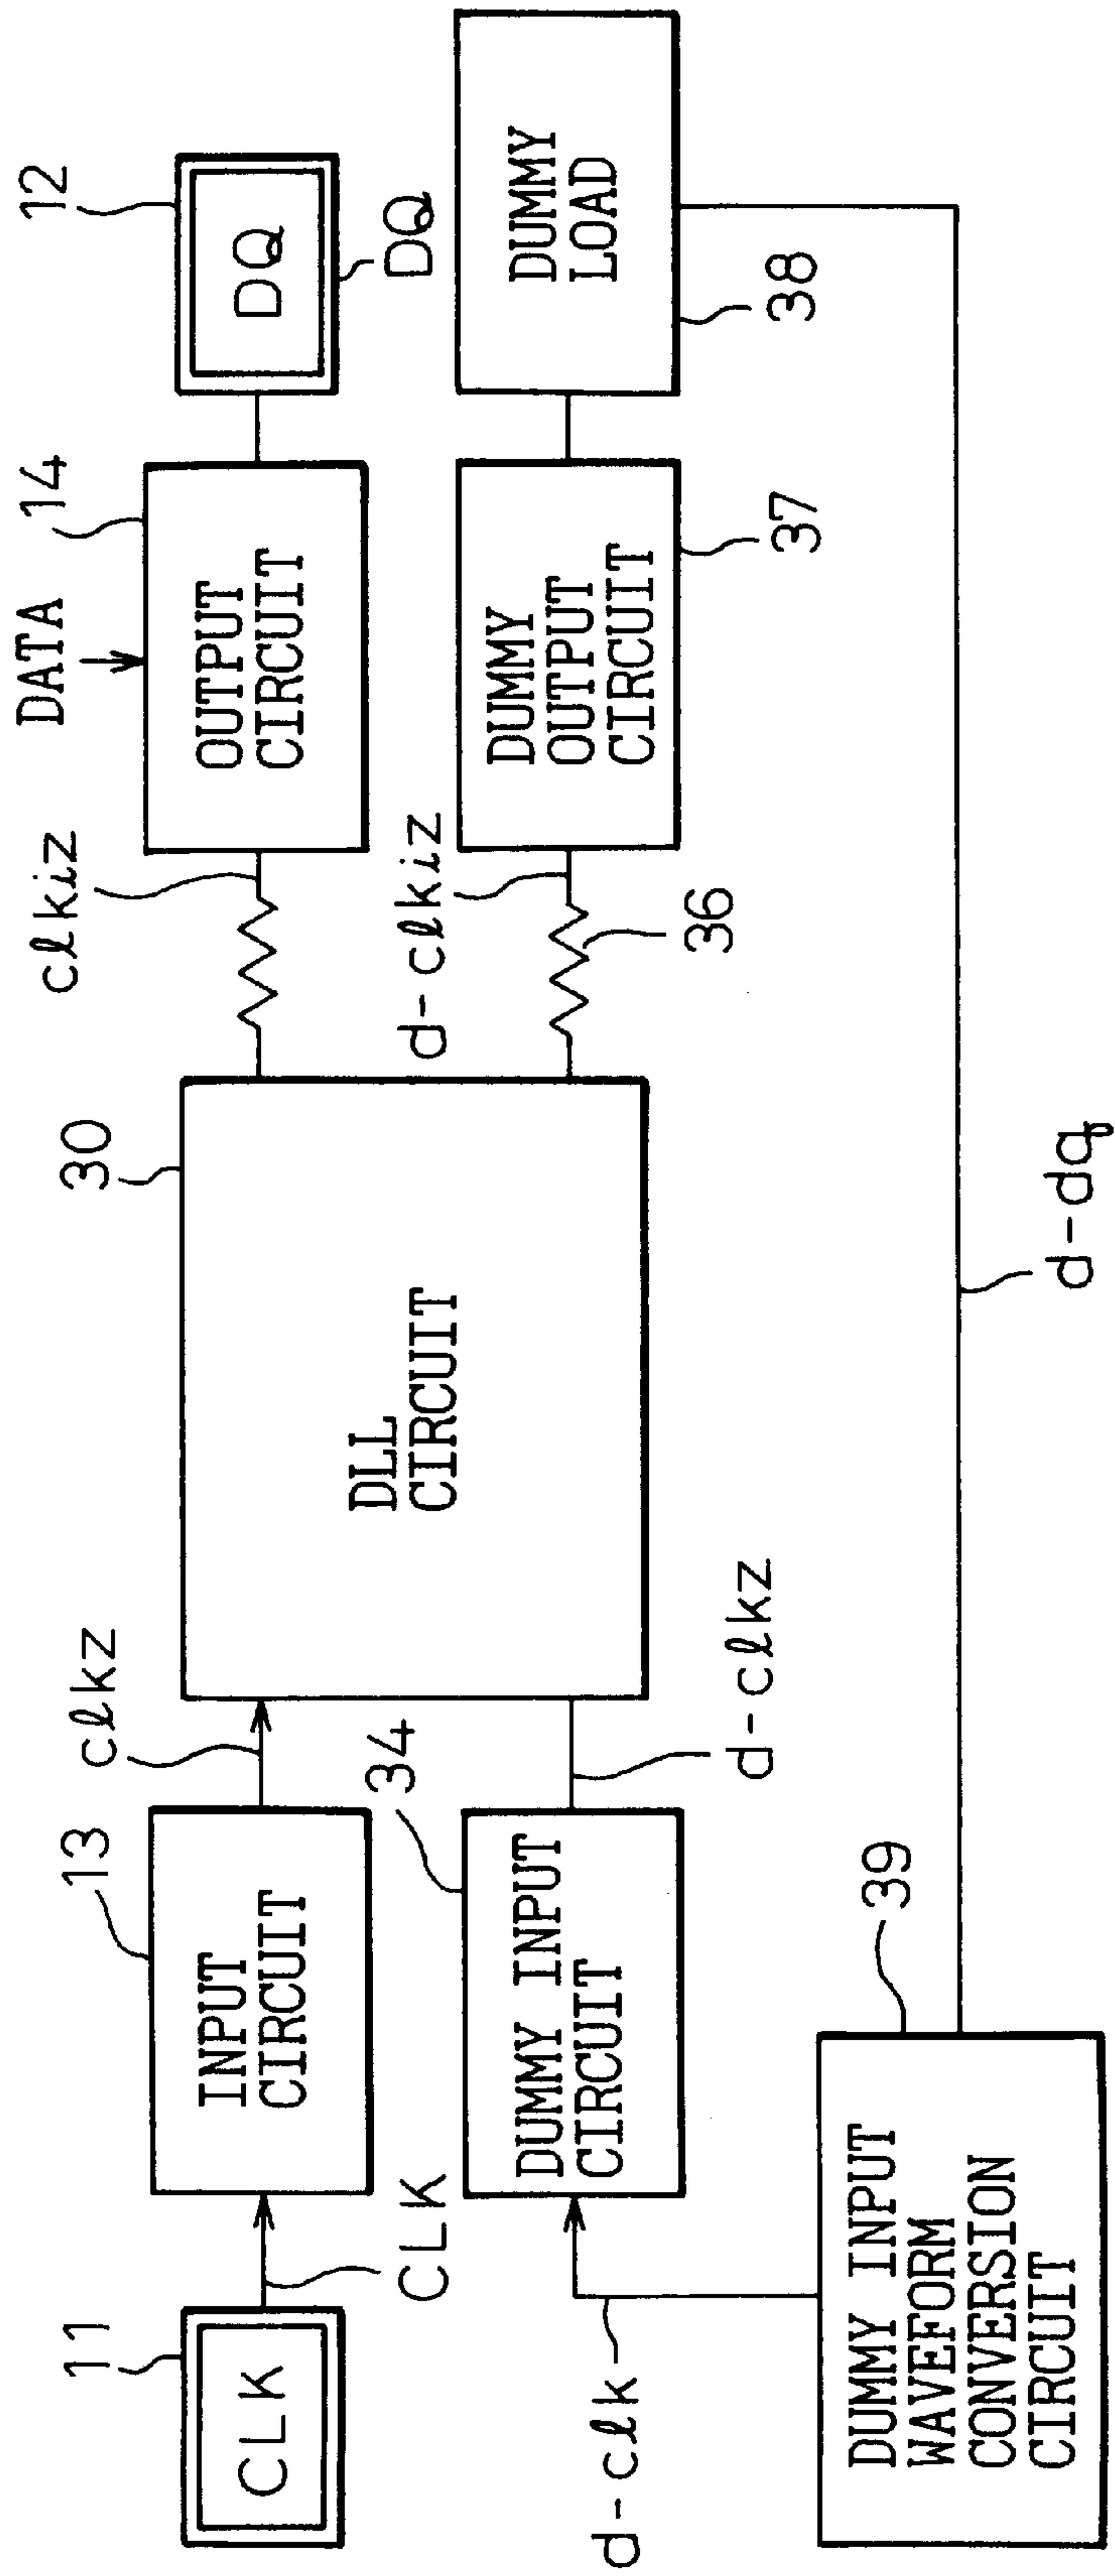 11
CLK
CLK
13
INPUT
CIRCUIT
clkz
30
DLL
CIRCUIT
clkiz
DATA
14
OUTPUT
CIRCUIT
12
DQ
DQ
d-clk
34
DUMMY INPUT
CIRCUIT
d-clkz
d-clkiz
36
DUMMY
OUTPUT
CIRCUIT
37
DUMMY
LOAD
38
39
DUMMY INPUT
WAVEFORM
CONVERSION
CIRCUIT
d-dq